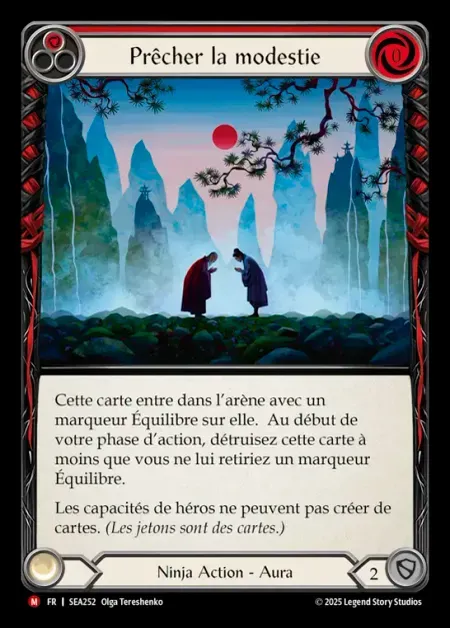 Prêcher la modestie
0
Cette carte entre dans l'arène avec un
marqueur Équilibre sur elle. Au début de
votre phase d'action, détruisez cette carte à
moins que vous ne lui retiriez un marqueur
Équilibre.
Les capacités de héros ne peuvent pas créer de
cartes. (Les jetons sont des cartes.)
Ninja Action - Aura
2
M FR | SEA252 Olga Tereshenko
© 2025 Legend Story Studios